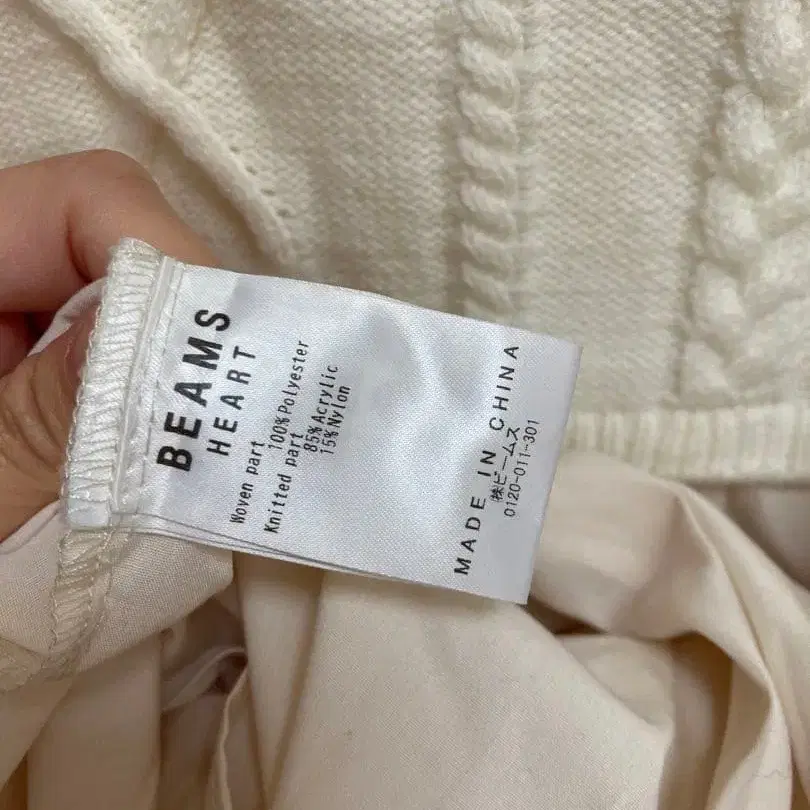 BEAMS
HEART
Woven part
100%Polyester
Knitted part
85%Acrylic
15%Nylon
MADE IN CHINA
㈱ビームス
0120-011-301